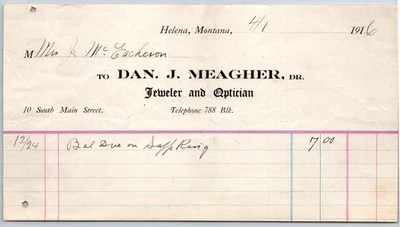 Helena, Montana, 4/1 1916
M Mrs J. McEacheron
TO DAN. J. MEAGHER, DR.
Jeweler and Optician
10 South Main Street. Telephone 788 Blk.
12/24 Bal Due on Sapp Ring 7 00